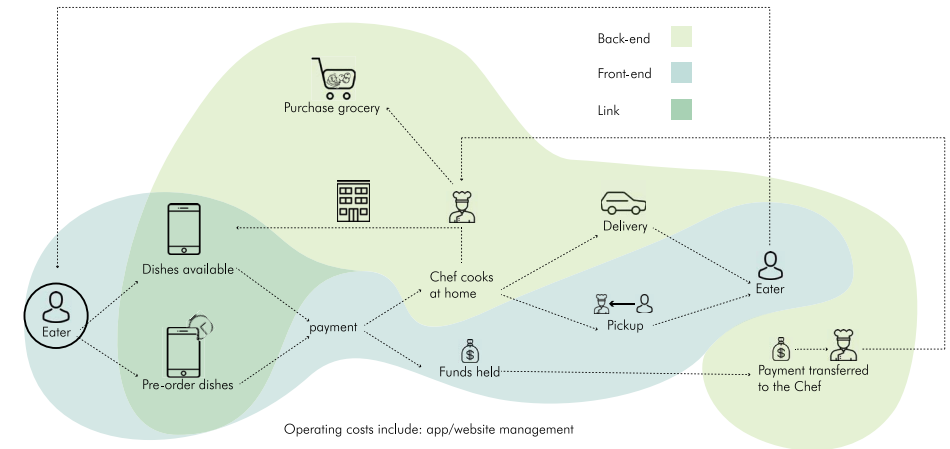 Back-end
Front-end
Link
Purchase grocery
Delivery
Dishes available
Chef cooks
at home
Eater
Eater
payment
Pickup
Pre-order dishes
$
Funds held
$
Payment transferred
to the Chef
Operating costs include: app/website management